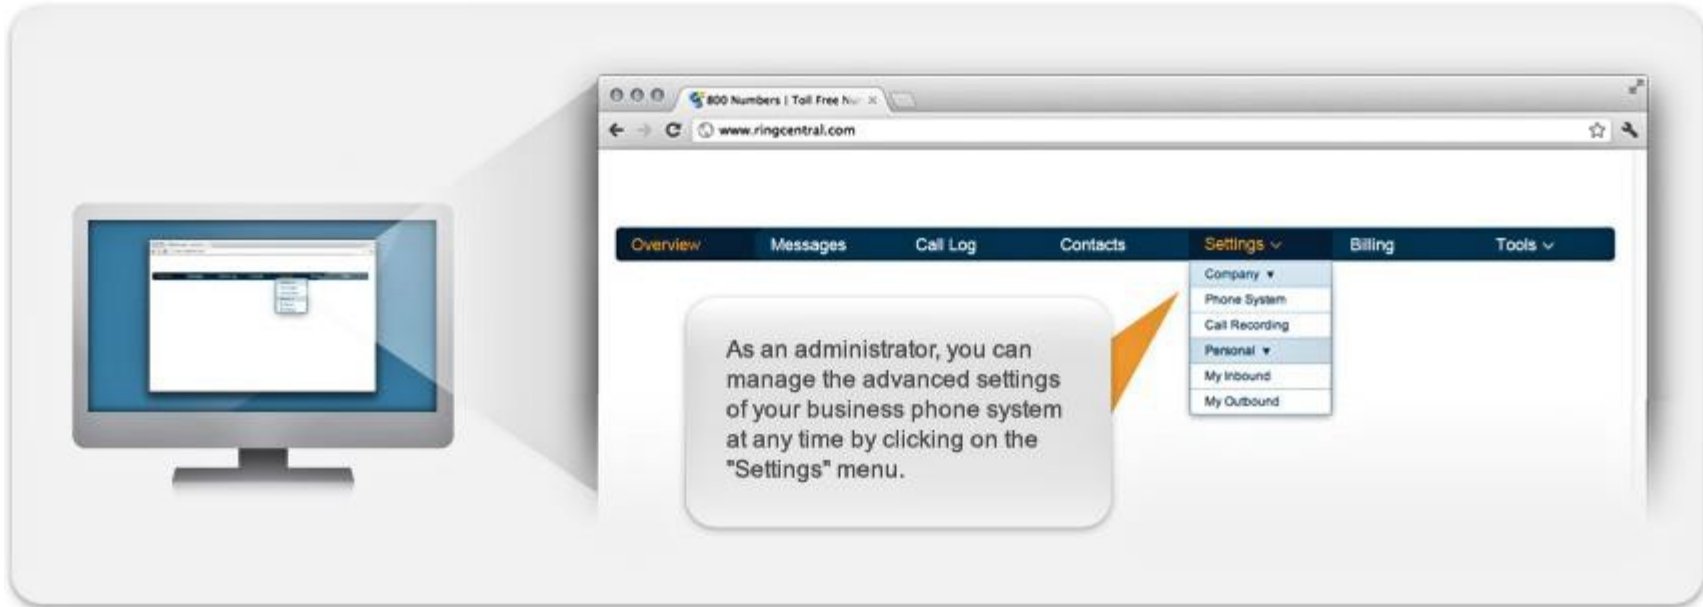 800 Numbers | Toll Free Nu
www.ringcentral.com
Overview Messages Call Log Contacts Settings Billing Tools
Company
Phone System
Call Recording
Personal
My Inbound
My Outbound
As an administrator, you can
manage the advanced settings
of your business phone system
at any time by clicking on the
"Settings" menu.